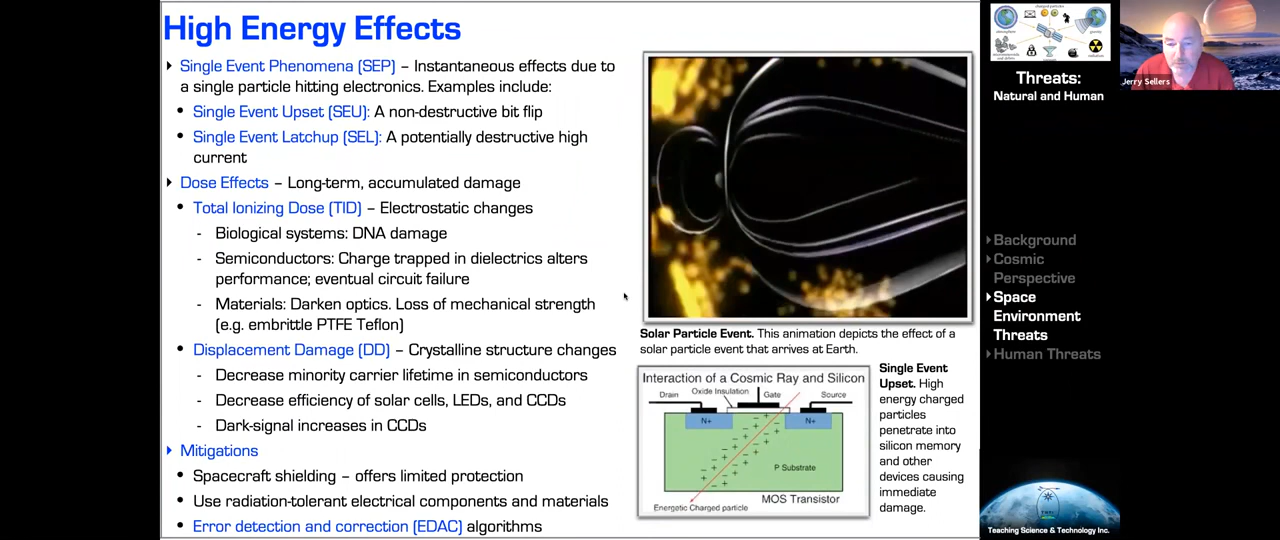 High Energy Effects
Single Event Phenomena (SEP) – Instantaneous effects due to
a single particle hitting electronics. Examples include:
• Single Event Upset (SEU): A non-destructive bit flip
• Single Event Latchup (SEL): A potentially destructive high
current
Dose Effects – Long-term, accumulated damage
• Total Ionizing Dose (TID) – Electrostatic changes
- Biological systems: DNA damage
- Semiconductors: Charge trapped in dielectrics alters
performance; eventual circuit failure
- Materials: Darken optics. Loss of mechanical strength
(e.g. embrittle PTFE Teflon)
• Displacement Damage (DD) – Crystalline structure changes
- Decrease minority carrier lifetime in semiconductors
- Decrease efficiency of solar cells, LEDs, and CCDs
- Dark-signal increases in CCDs
Mitigations
• Spacecraft shielding – offers limited protection
• Use radiation-tolerant electrical components and materials
• Error detection and correction (EDAC) algorithms
Solar Particle Event. This animation depicts the effect of a
solar particle event that arrives at Earth.
Interaction of a Cosmic Ray and Silicon
Drain
Oxide Insulation
Gate
Source
N+
N+
P Substrate
MOS Transistor
Energetic Charged particle
Single Event
Upset. High
energy charged
particles
penetrate into
silicon memory
and other
devices causing
immediate
damage.
charged particles
atmosphere
gravity
Threats:
Natural and Human
Background
Cosmic
Perspective
Space
Environment
Threats
Human Threats
Teaching Science & Technology Inc.
Jerry Sellers